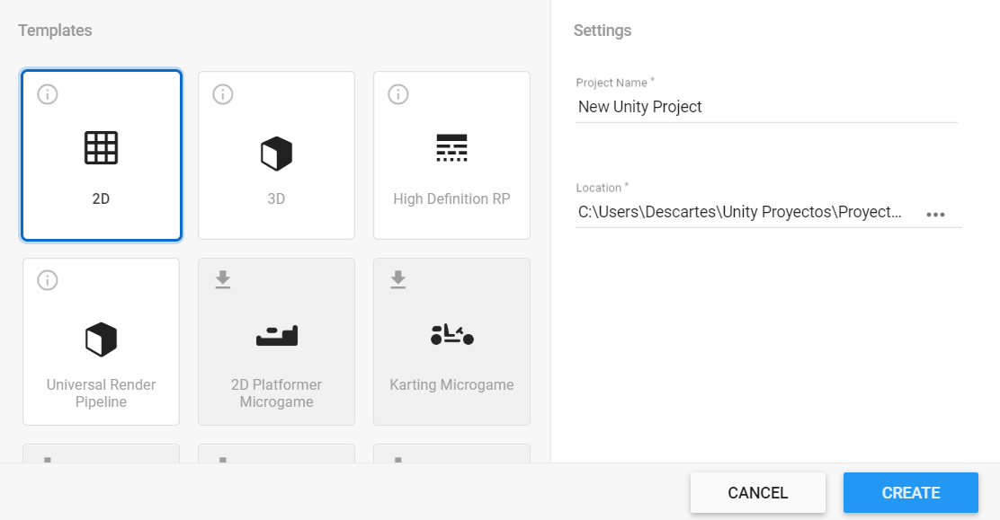 Templates
2D
3D
High Definition RP
Universal Render
Pipeline
2D Platformer
Microgame
Karting Microgame
Settings
Project Name *
New Unity Project
Location *
C:\Users\Descartes\Unity Proyectos\Proyect...
CANCEL
CREATE